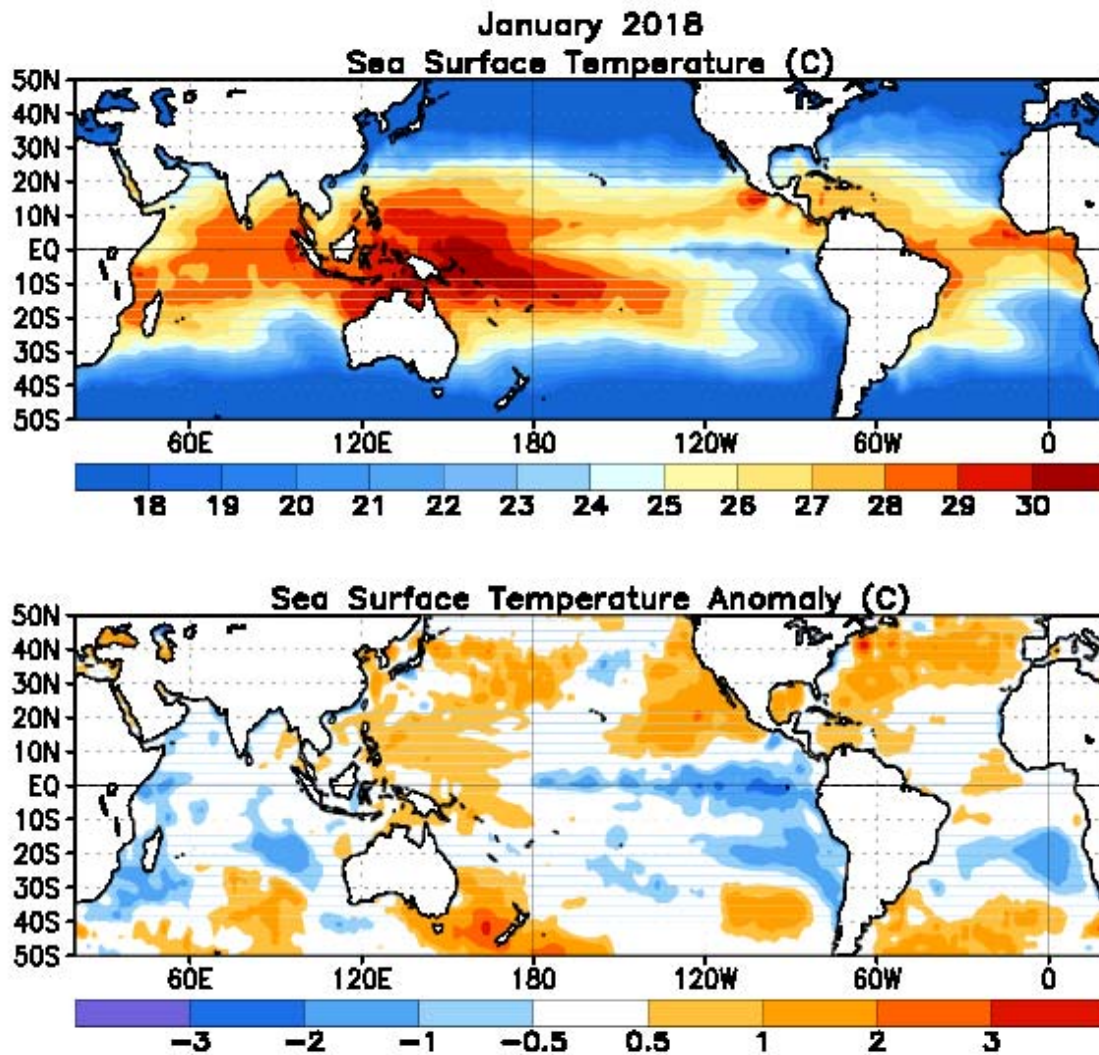 January 2018
Sea Surface Temperature (C)
50N
40N
30N
20N
10N
EQ
10S
20S
30S
40S
50S
60E 120E 180 120W 60W 0
18 19 20 21 22 23 24 25 26 27 28 29 30
Sea Surface Temperature Anomaly (C)
50N
40N
30N
20N
10N
EQ
10S
20S
30S
40S
50S
60E 120E 180 120W 60W 0
-3 -2 -1 -0.5 0.5 1 2 3